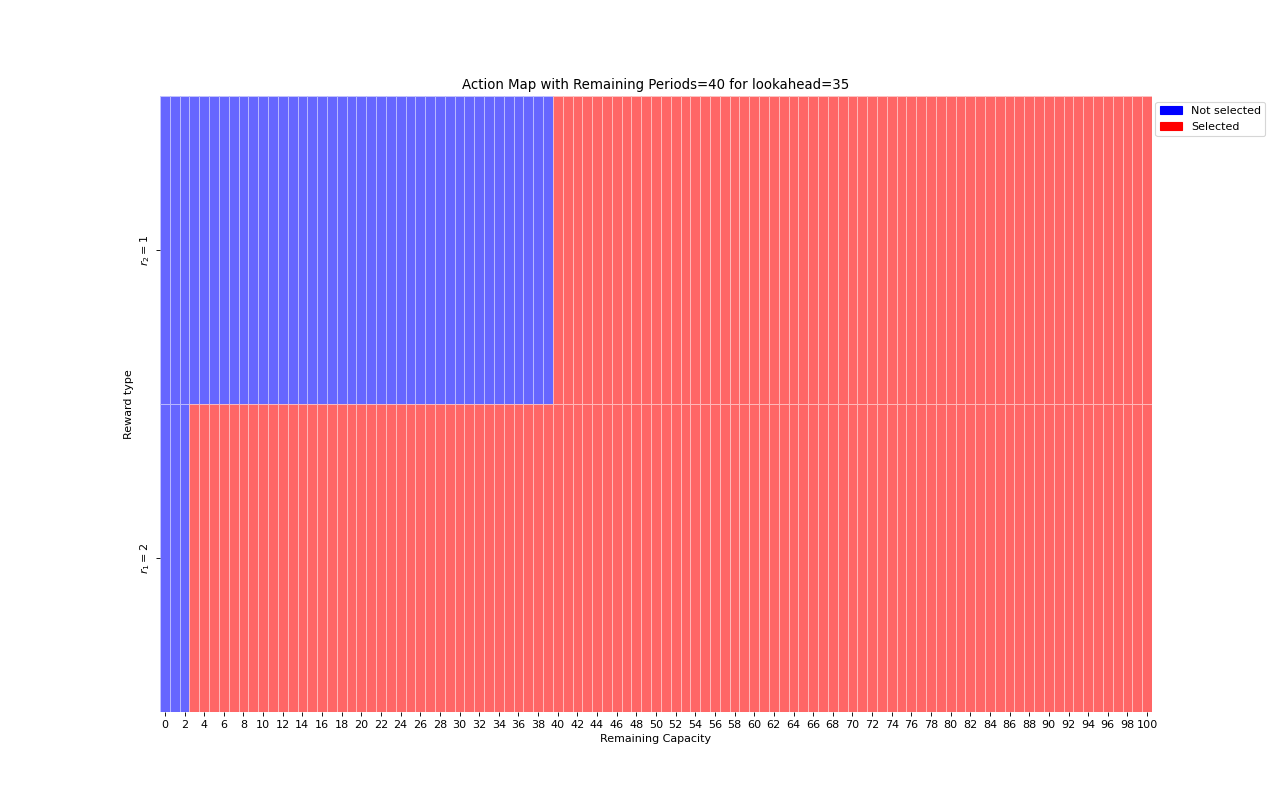 Action Map with Remaining Periods=40 for lookahead=35
Not selected
Selected
r₂ = 1
Reward type
r₁ = 2
0 2 4 6 8 10 12 14 16 18 20 22 24 26 28 30 32 34 36 38 40 42 44 46 48 50 52 54 56 58 60 62 64 66 68 70 72 74 76 78 80 82 84 86 88 90 92 94 96 98 100
Remaining Capacity